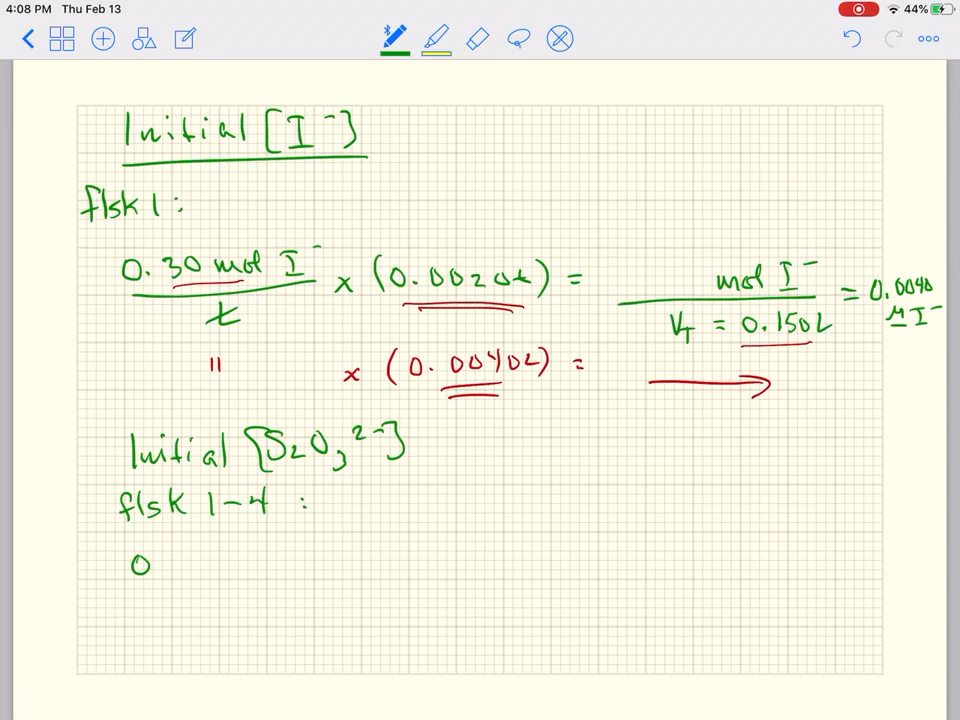 4:08 PM Thu Feb 13 44%
Initial [I⁻]
flsk 1:
0.30 mol I⁻ / L × (0.0020L) = mol I⁻ / V_T = 0.150L = 0.0040 M I⁻
" × (0.0040L) =
Initial [S₂O₃²⁻]
flsk 1-4 :
0